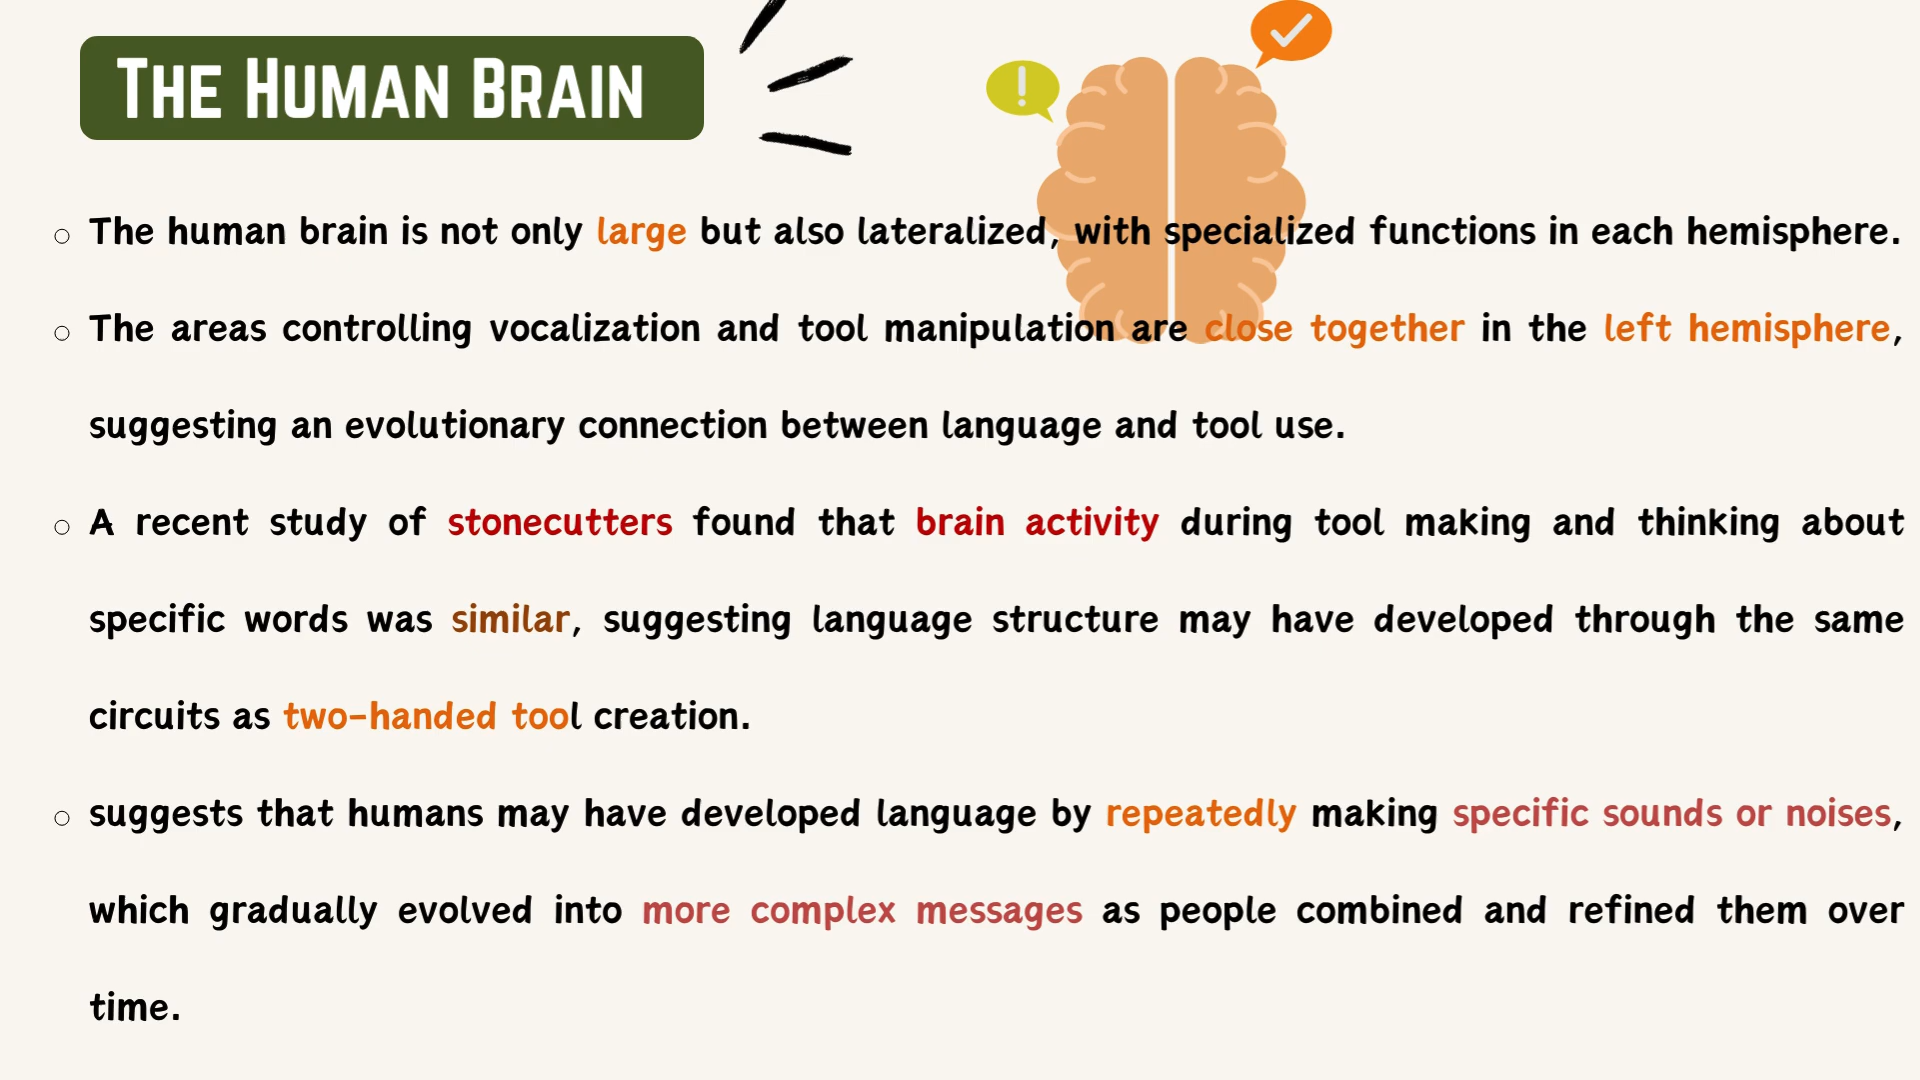 The Human Brain
The human brain is not only large but also lateralized, with specialized functions in each hemisphere.
The areas controlling vocalization and tool manipulation are close together in the left hemisphere,
suggesting an evolutionary connection between language and tool use.
A recent study of stonecutters found that brain activity during tool making and thinking about
specific words was similar, suggesting language structure may have developed through the same
circuits as two-handed tool creation.
suggests that humans may have developed language by repeatedly making specific sounds or noises,
which gradually evolved into more complex messages as people combined and refined them over
time.